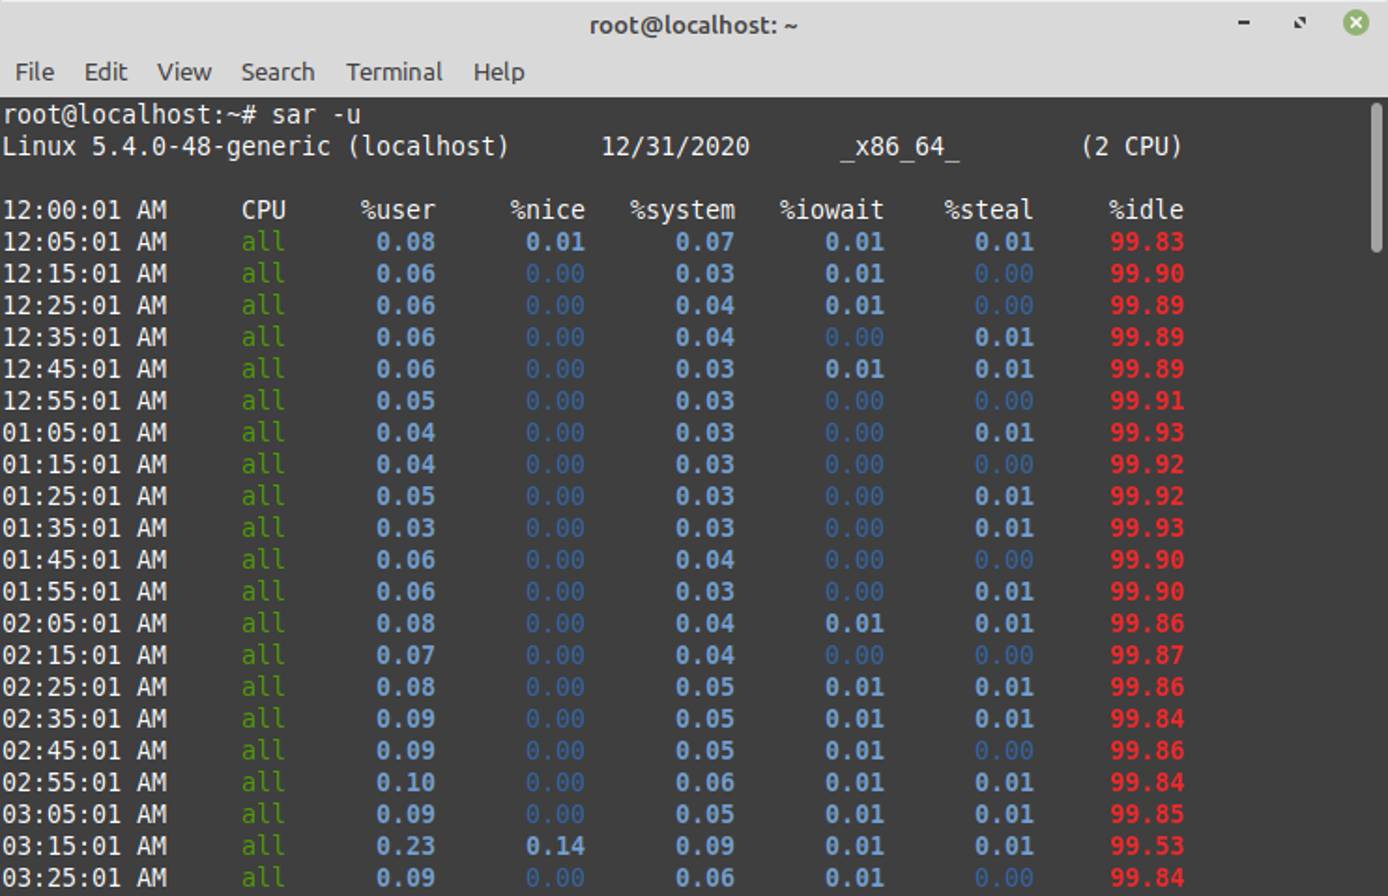 root@localhost: ~
File Edit View Search Terminal Help
root@localhost:~# sar -u
Linux 5.4.0-48-generic (localhost) 12/31/2020 _x86_64_ (2 CPU)
12:00:01 AM CPU %user %nice %system %iowait %steal %idle
12:05:01 AM all 0.08 0.01 0.07 0.01 0.01 99.83
12:15:01 AM all 0.06 0.00 0.03 0.01 0.00 99.90
12:25:01 AM all 0.06 0.00 0.04 0.01 0.00 99.89
12:35:01 AM all 0.06 0.00 0.04 0.00 0.01 99.89
12:45:01 AM all 0.06 0.00 0.03 0.01 0.01 99.89
12:55:01 AM all 0.05 0.00 0.03 0.00 0.00 99.91
01:05:01 AM all 0.04 0.00 0.03 0.00 0.01 99.93
01:15:01 AM all 0.04 0.00 0.03 0.00 0.00 99.92
01:25:01 AM all 0.05 0.00 0.03 0.00 0.01 99.92
01:35:01 AM all 0.03 0.00 0.03 0.00 0.01 99.93
01:45:01 AM all 0.06 0.00 0.04 0.00 0.00 99.90
01:55:01 AM all 0.06 0.00 0.03 0.00 0.01 99.90
02:05:01 AM all 0.08 0.00 0.04 0.01 0.01 99.86
02:15:01 AM all 0.07 0.00 0.04 0.00 0.00 99.87
02:25:01 AM all 0.08 0.00 0.05 0.01 0.01 99.86
02:35:01 AM all 0.09 0.00 0.05 0.01 0.01 99.84
02:45:01 AM all 0.09 0.00 0.05 0.01 0.00 99.86
02:55:01 AM all 0.10 0.00 0.06 0.01 0.01 99.84
03:05:01 AM all 0.09 0.00 0.05 0.01 0.01 99.85
03:15:01 AM all 0.23 0.14 0.09 0.01 0.01 99.53
03:25:01 AM all 0.09 0.00 0.06 0.01 0.00 99.84